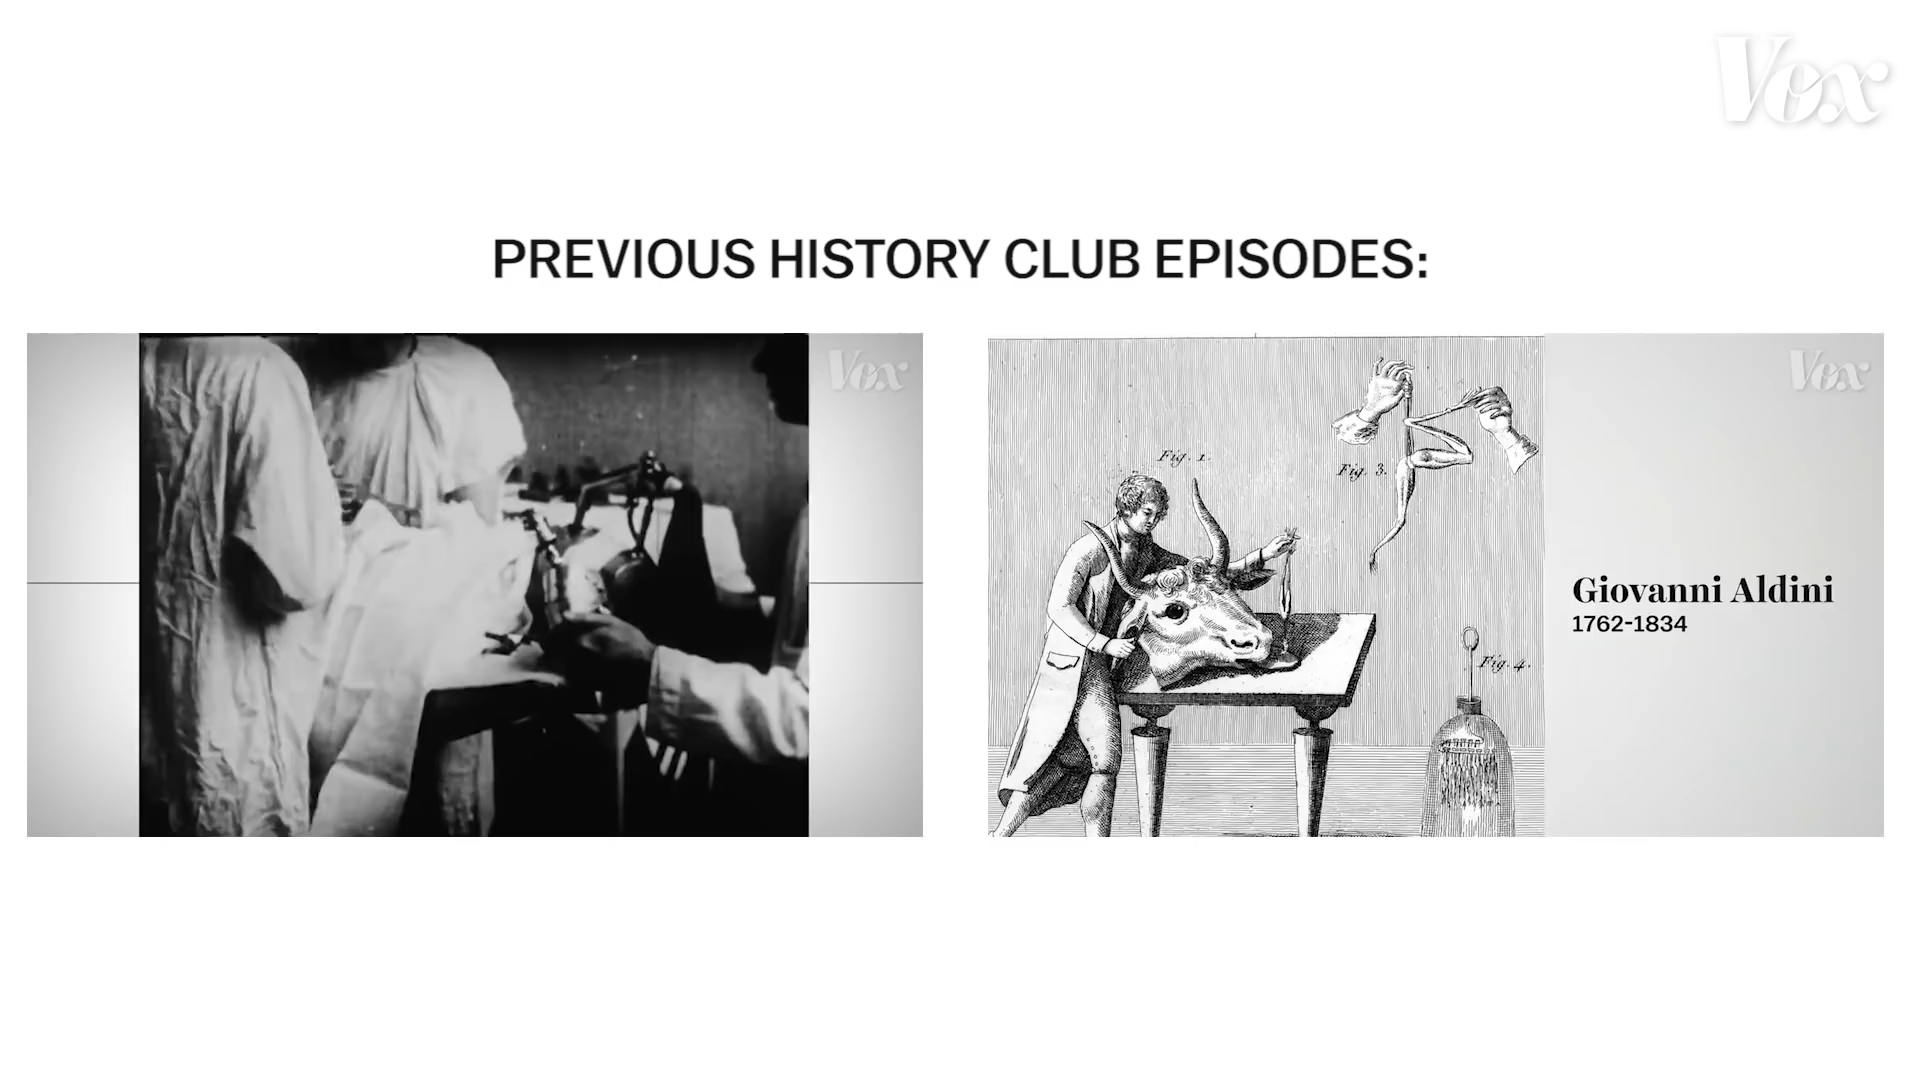 Vox
PREVIOUS HISTORY CLUB EPISODES:
Vox
Vox
Fig. 1.
Fig. 3.
Giovanni Aldini
1762-1834
Fig. 4.